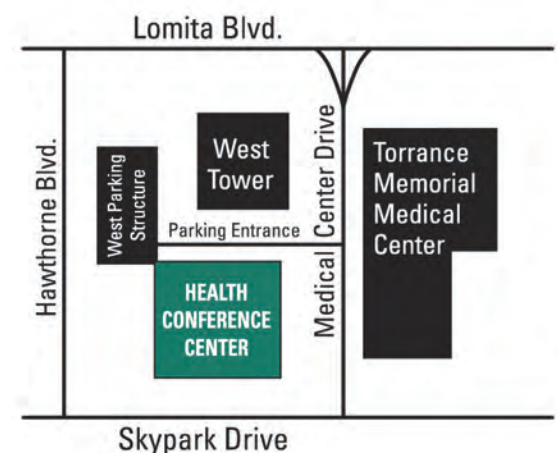 Lomita Blvd.
Hawthorne Blvd.
West Parking
Structure
West
Tower
Parking Entrance
Medical Center Drive
Torrance
Memorial
Medical
Center
HEALTH
CONFERENCE
CENTER
Skypark Drive